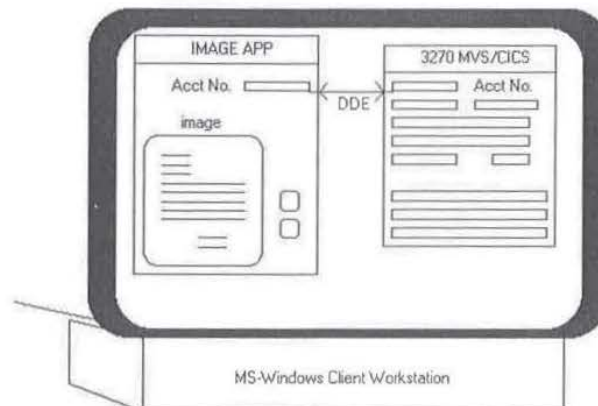 IMAGE APP
Acct No.
image
DDE
3270 MVS/CICS
Acct No.
MS-Windows Client Workstation